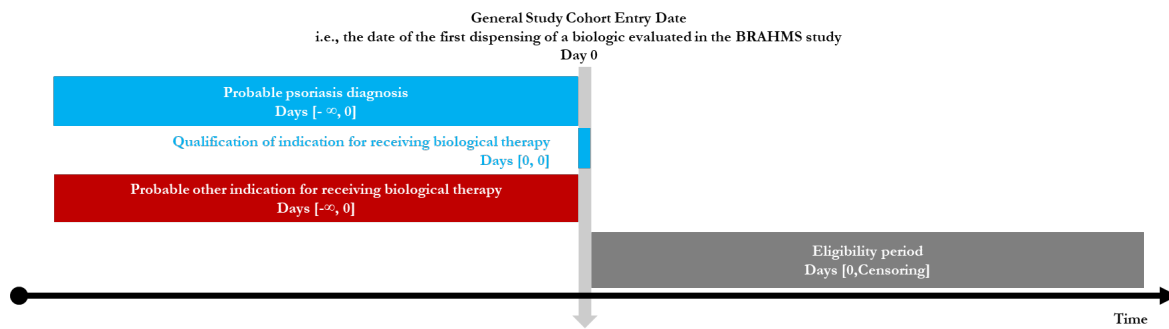 General Study Cohort Entry Date
i.e., the date of the first dispensing of a biologic evaluated in the BRAHMS study
Day 0
Probable psoriasis diagnosis
Days [- ∞, 0]
Qualification of indication for receiving biological therapy
Days [0, 0]
Probable other indication for receiving biological therapy
Days [-∞, 0]
Eligibility period
Days [0,Censoring]
Time